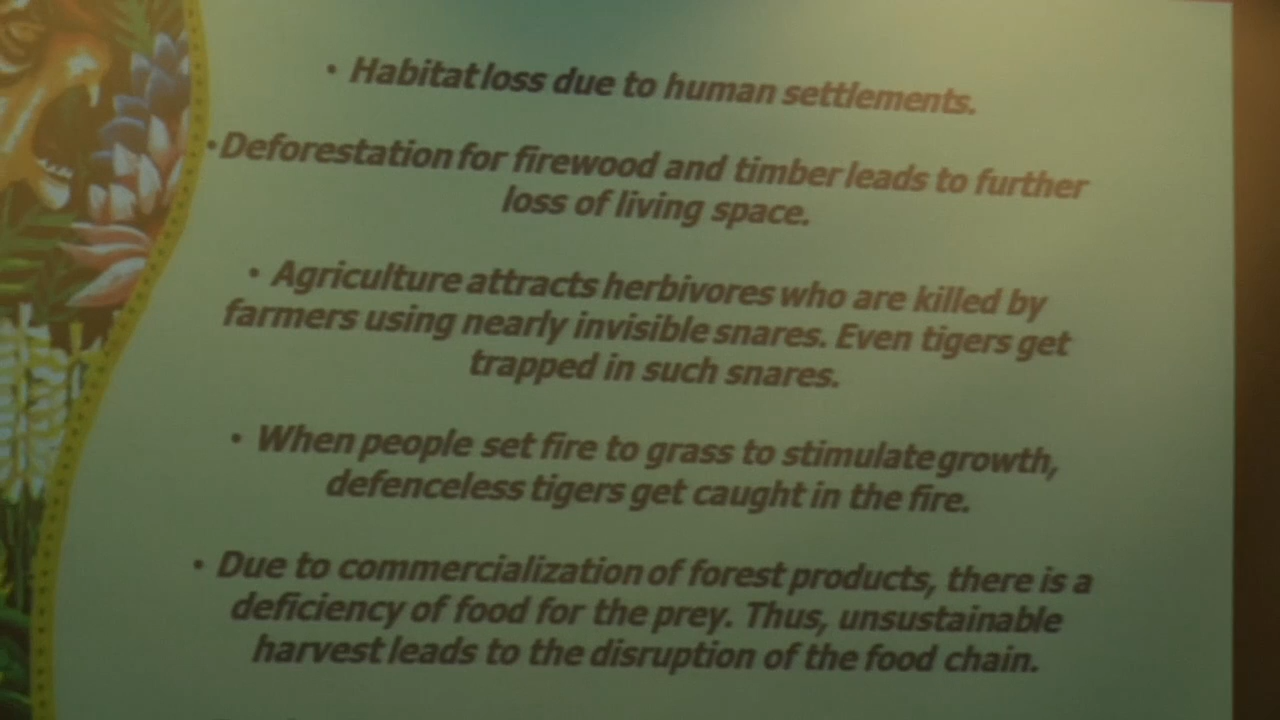 • Habitat loss due to human settlements.
• Deforestation for firewood and timber leads to further
loss of living space.
• Agriculture attracts herbivores who are killed by
farmers using nearly invisible snares. Even tigers get
trapped in such snares.
• When people set fire to grass to stimulate growth,
defenceless tigers get caught in the fire.
• Due to commercialization of forest products, there is a
deficiency of food for the prey. Thus, unsustainable
harvest leads to the disruption of the food chain.